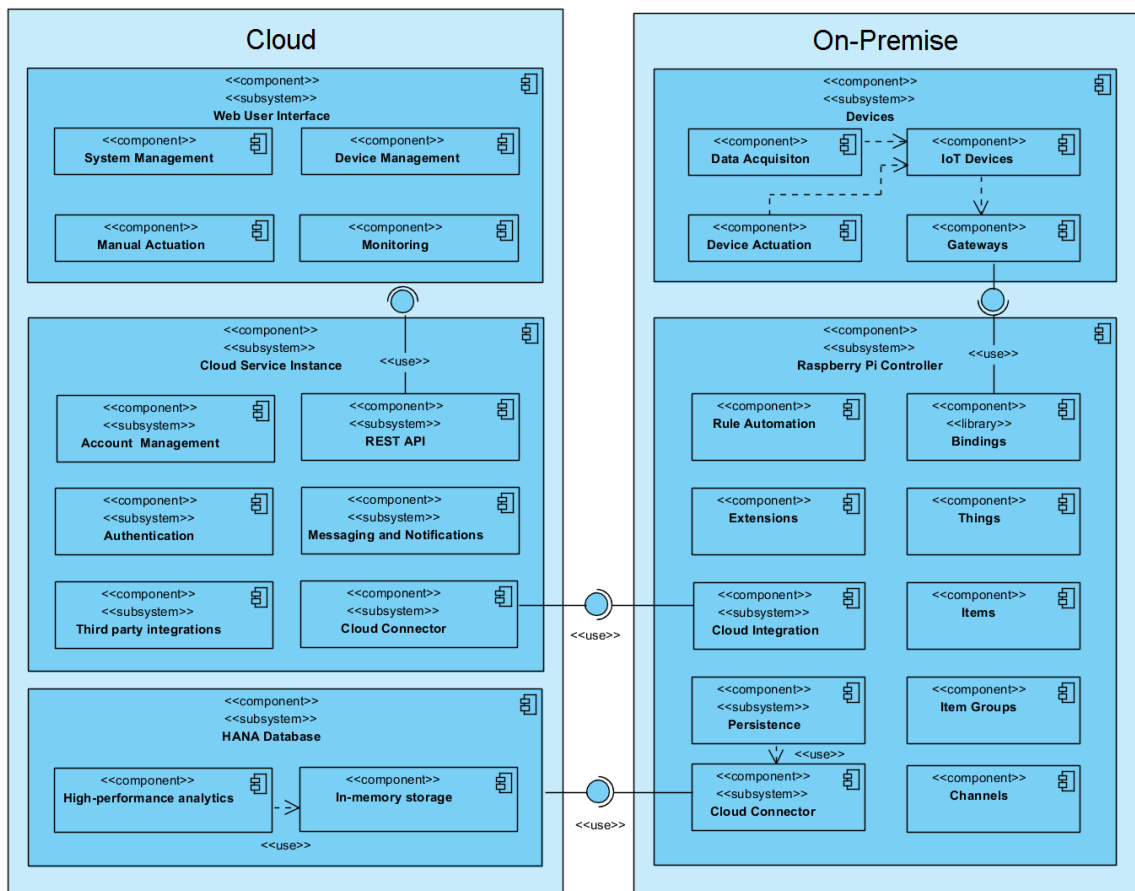 Cloud
<<component>>
<<subsystem>>
Web User Interface
<<component>>
System Management
<<component>>
Device Management
<<component>>
Manual Actuation
<<component>>
Monitoring
<<component>>
<<subsystem>>
Cloud Service Instance
<<use>>
<<component>>
<<subsystem>>
Account Management
<<component>>
<<subsystem>>
REST API
<<component>>
<<subsystem>>
Authentication
<<component>>
<<subsystem>>
Messaging and Notifications
<<component>>
<<subsystem>>
Third party integrations
<<component>>
<<subsystem>>
Cloud Connector
<<component>>
<<subsystem>>
HANA Database
<<component>>
High-performance analytics
<<component>>
In-memory storage
<<use>>
<<use>>
<<use>>
On-Premise
<<component>>
<<subsystem>>
Devices
<<component>>
Data Acquisiton
<<component>>
IoT Devices
<<component>>
Device Actuation
<<component>>
Gateways
<<component>>
<<subsystem>>
Raspberry Pi Controller
<<use>>
<<component>>
Rule Automation
<<component>>
<<library>>
Bindings
<<component>>
Extensions
<<component>>
Things
<<component>>
<<subsystem>>
Cloud Integration
<<component>>
Items
<<component>>
<<subsystem>>
Persistence
<<component>>
Item Groups
<<use>>
<<component>>
<<subsystem>>
Cloud Connector
<<component>>
Channels